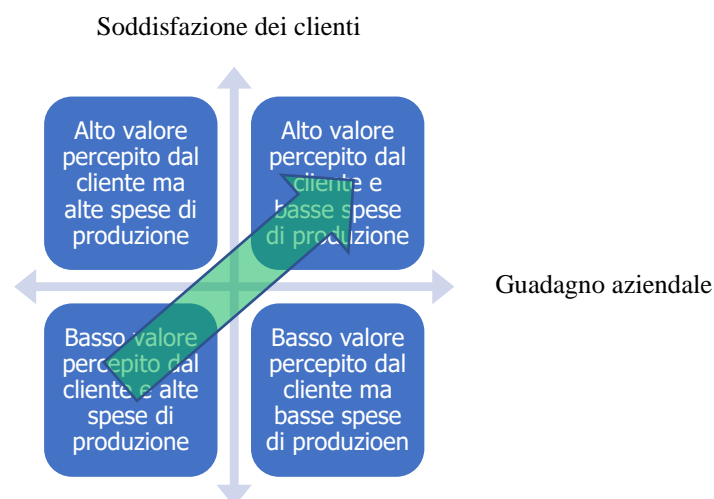 Soddisfazione dei clienti
Alto valore
percepito dal
cliente ma
alte spese di
produzione
Alto valore
percepito dal
cliente e
basse spese
di produzione
Guadagno aziendale
Basso valore
percepito dal
cliente e alte
spese di
produzione
Basso valore
percepito dal
cliente ma
basse spese
di produzioen